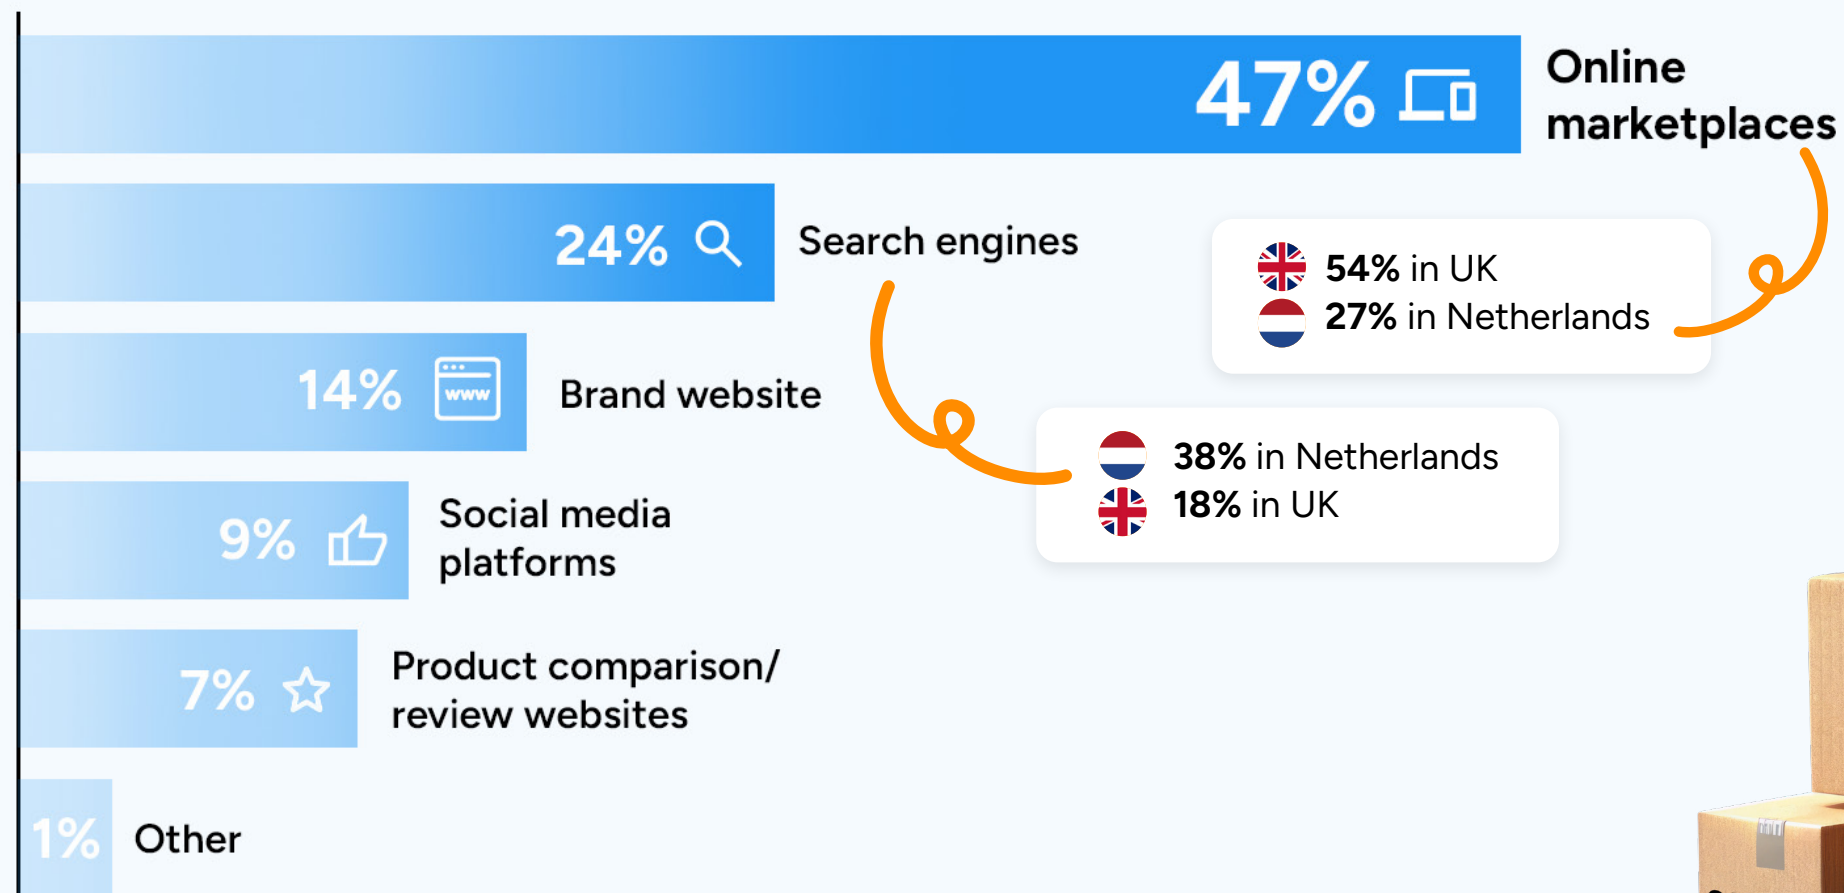 47%
Online
marketplaces
24%
Search engines
54% in UK
27% in Netherlands
14%
www
Brand website
38% in Netherlands
18% in UK
9%
Social media
platforms
7%
Product comparison/
review websites
1%
Other